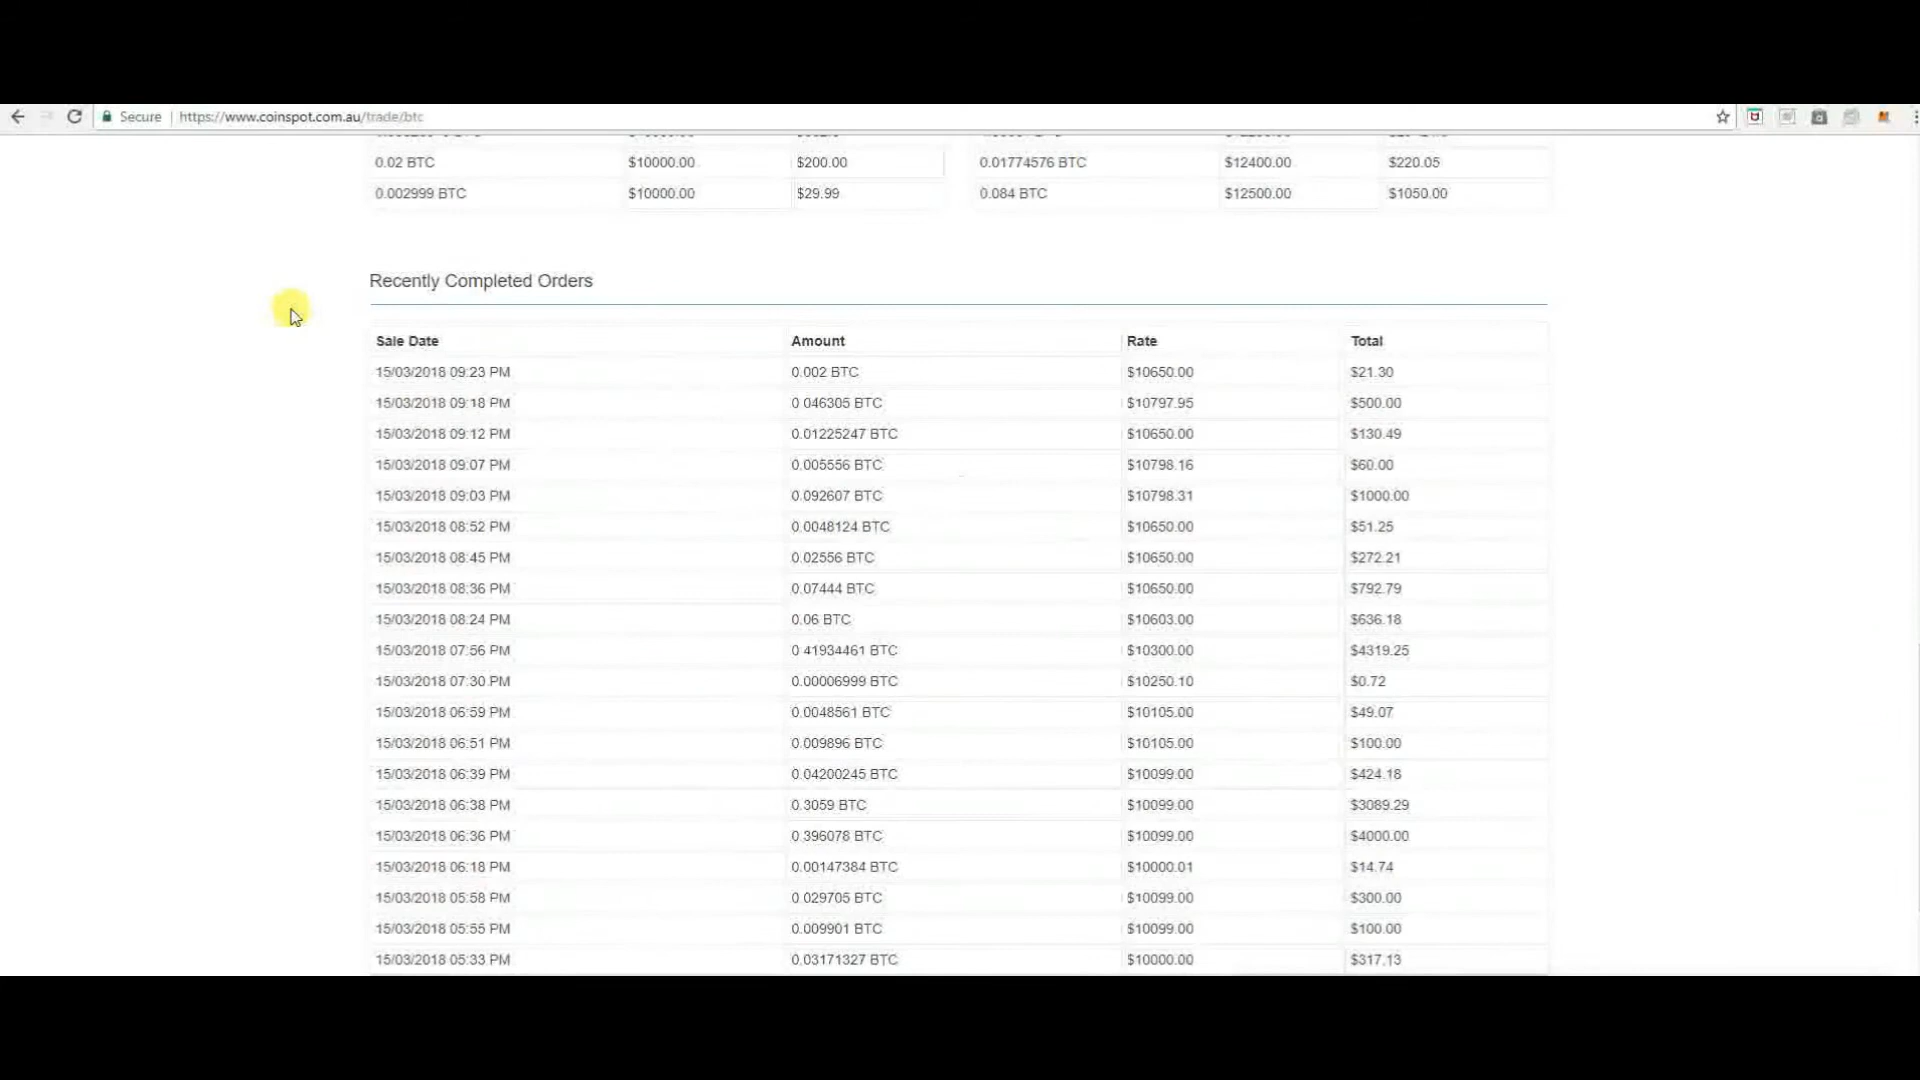 Secure https://www.coinspot.com.au/trade/btc
0.02 BTC $10000.00 $200.00 0.01774576 BTC $12400.00 $220.05
0.002999 BTC $10000.00 $29.99 0.084 BTC $12500.00 $1050.00
Recently Completed Orders
Sale Date Amount Rate Total
15/03/2018 09:23 PM 0.002 BTC $10650.00 $21.30
15/03/2018 09:18 PM 0.046305 BTC $10797.95 $500.00
15/03/2018 09:12 PM 0.01225247 BTC $10650.00 $130.49
15/03/2018 09:07 PM 0.005556 BTC $10798.16 $60.00
15/03/2018 09:03 PM 0.092607 BTC $10798.31 $1000.00
15/03/2018 08:52 PM 0.0048124 BTC $10650.00 $51.25
15/03/2018 08:45 PM 0.02556 BTC $10650.00 $272.21
15/03/2018 08:36 PM 0.07444 BTC $10650.00 $792.79
15/03/2018 08:24 PM 0.06 BTC $10603.00 $636.18
15/03/2018 07:56 PM 0.41934461 BTC $10300.00 $4319.25
15/03/2018 07:30 PM 0.00006999 BTC $10250.10 $0.72
15/03/2018 06:59 PM 0.0048561 BTC $10105.00 $49.07
15/03/2018 06:51 PM 0.009896 BTC $10105.00 $100.00
15/03/2018 06:39 PM 0.04200245 BTC $10099.00 $424.18
15/03/2018 06:38 PM 0.3059 BTC $10099.00 $3089.29
15/03/2018 06:36 PM 0.396078 BTC $10099.00 $4000.00
15/03/2018 06:18 PM 0.00147384 BTC $10000.01 $14.74
15/03/2018 05:58 PM 0.029705 BTC $10099.00 $300.00
15/03/2018 05:55 PM 0.009901 BTC $10099.00 $100.00
15/03/2018 05:33 PM 0.03171327 BTC $10000.00 $317.13